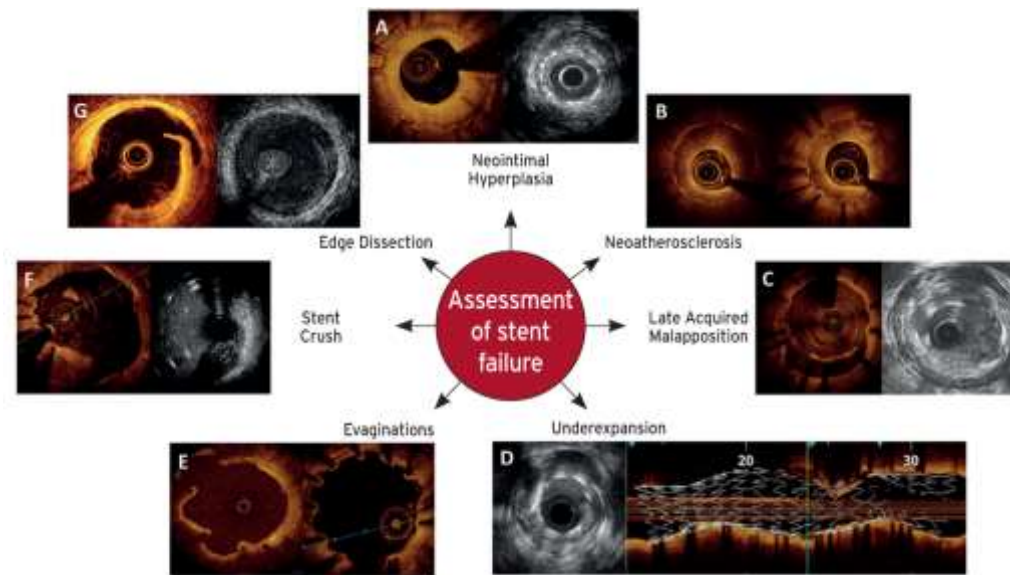 A
G
B
Neointimal
Hyperplasia
Edge Dissection
Neoatherosclerosis
F
C
Assessment
of stent
failure
Stent
Crush
Late Acquired
Malapposition
Evaginations
Underexpansion
E
D
20
30